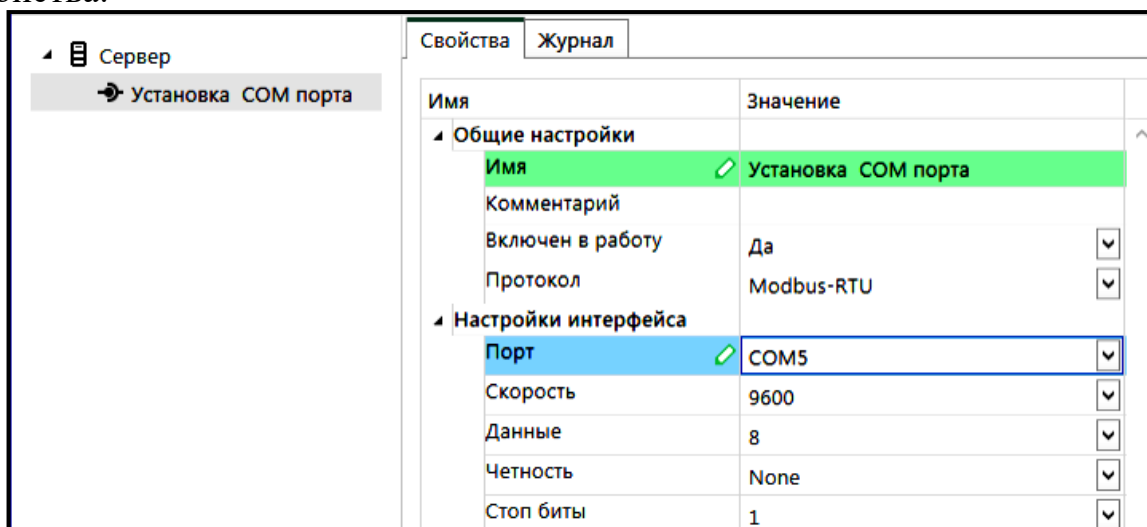 Сервер
Установка COM порта
Свойства Журнал
Имя Значение
Общие настройки
Имя Установка COM порта
Комментарий
Включен в работу Да
Протокол Modbus-RTU
Настройки интерфейса
Порт COM5
Скорость 9600
Данные 8
Четность None
Стоп биты 1